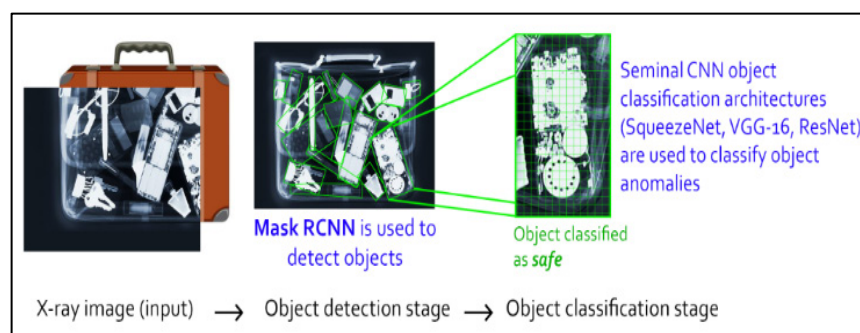 Seminal CNN object
classification architectures
(SqueezeNet, VGG-16, ResNet)
are used to classify object
anomalies
Mask RCNN is used to
detect objects
Object classified
as safe
X-ray image (input) → Object detection stage → Object classification stage